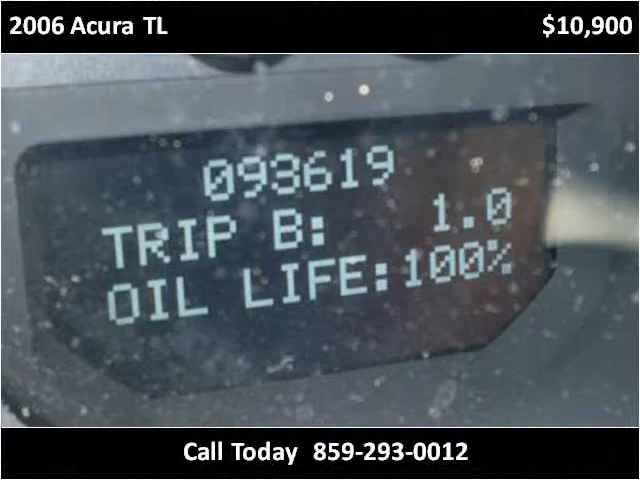 2006 Acura TL $10,900
093619
TRIP B: 1.0
OIL LIFE:100%
Call Today 859-293-0012